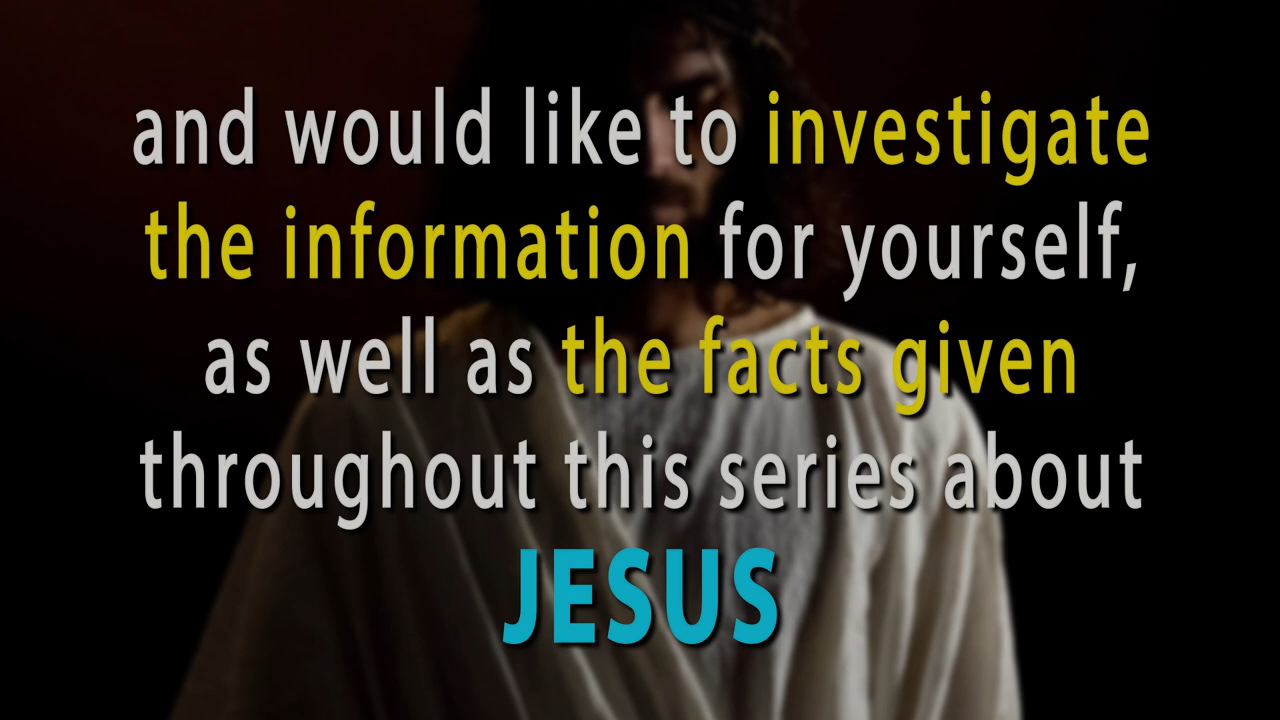 and would like to investigate
the information for yourself,
as well as the facts given
throughout this series about
JESUS